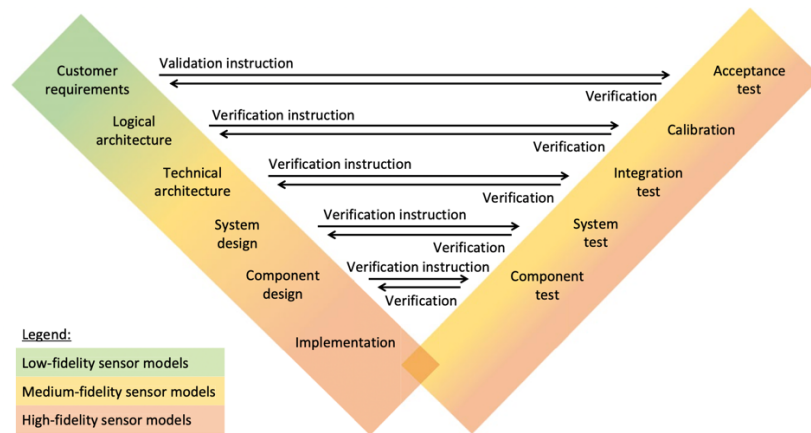 Customer
requirements
Validation instruction
Verification
Acceptance
test
Logical
architecture
Verification instruction
Verification
Calibration
Technical
architecture
Verification instruction
Verification
Integration
test
System
design
Verification instruction
Verification
System
test
Component
design
Verification instruction
Verification
Component
test
Implementation
Legend:
Low-fidelity sensor models
Medium-fidelity sensor models
High-fidelity sensor models